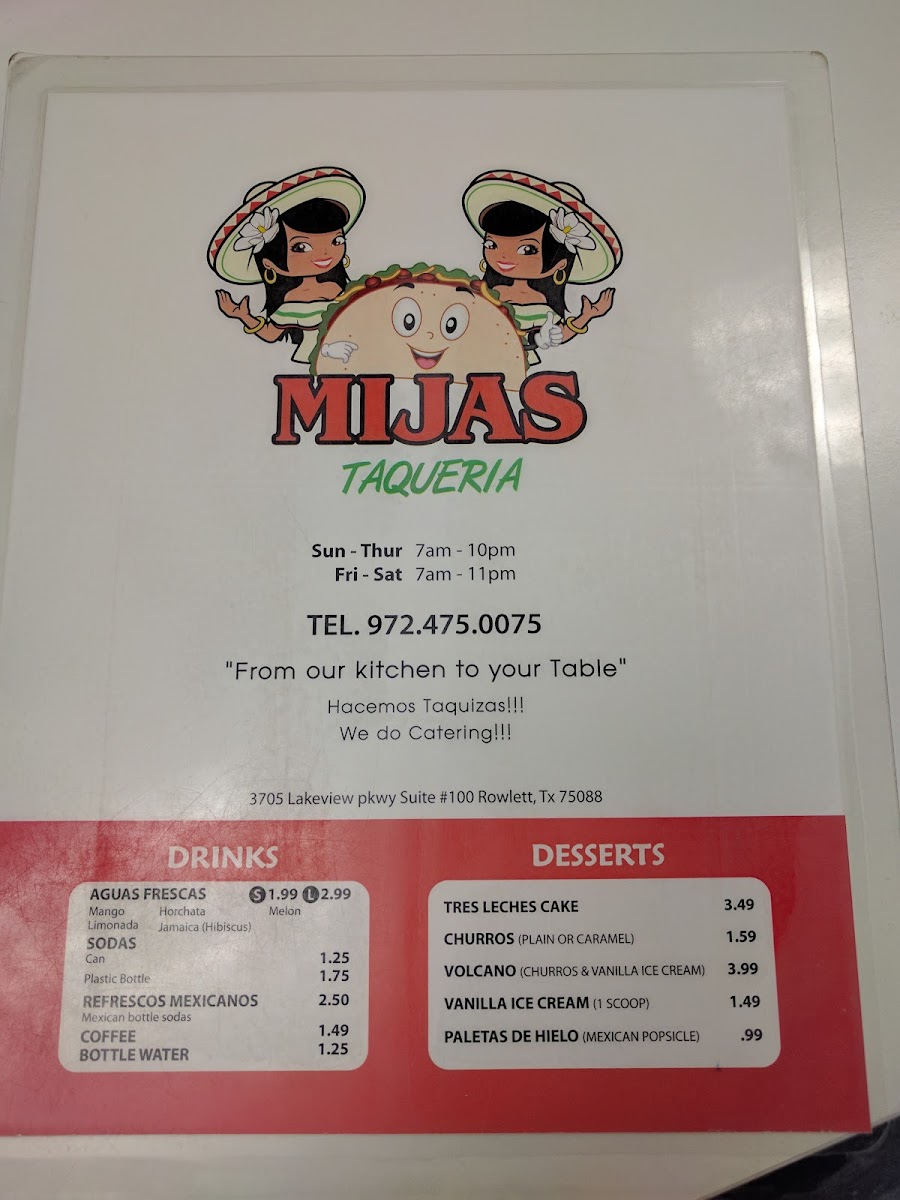 MIJAS
TAQUERIA
Sun - Thur 7am - 10pm
Fri - Sat 7am - 11pm
TEL. 972.475.0075
"From our kitchen to your Table"
Hacemos Taquizas!!!
We do Catering!!!
3705 Lakeview pkwy Suite #100 Rowlett, Tx 75088
DRINKS
AGUAS FRESCAS S 1.99 L 2.99
Mango Horchata Melon
Limonada Jamaica (Hibiscus)
SODAS
Can 1.25
Plastic Bottle 1.75
REFRESCOS MEXICANOS 2.50
Mexican bottle sodas
COFFEE 1.49
BOTTLE WATER 1.25
DESSERTS
TRES LECHES CAKE 3.49
CHURROS (PLAIN OR CARAMEL) 1.59
VOLCANO (CHURROS & VANILLA ICE CREAM) 3.99
VANILLA ICE CREAM (1 SCOOP) 1.49
PALETAS DE HIELO (MEXICAN POPSICLE) .99